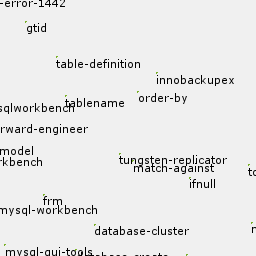 -error-1442
gtid
table-definition
innobackupex
order-by
tablename
sqlworkbench
rward-engineer
model
rkbench
tungsten-replicator
match-against
ifnull
frm
mysql-workbench
database-cluster
mysql-gui-tools